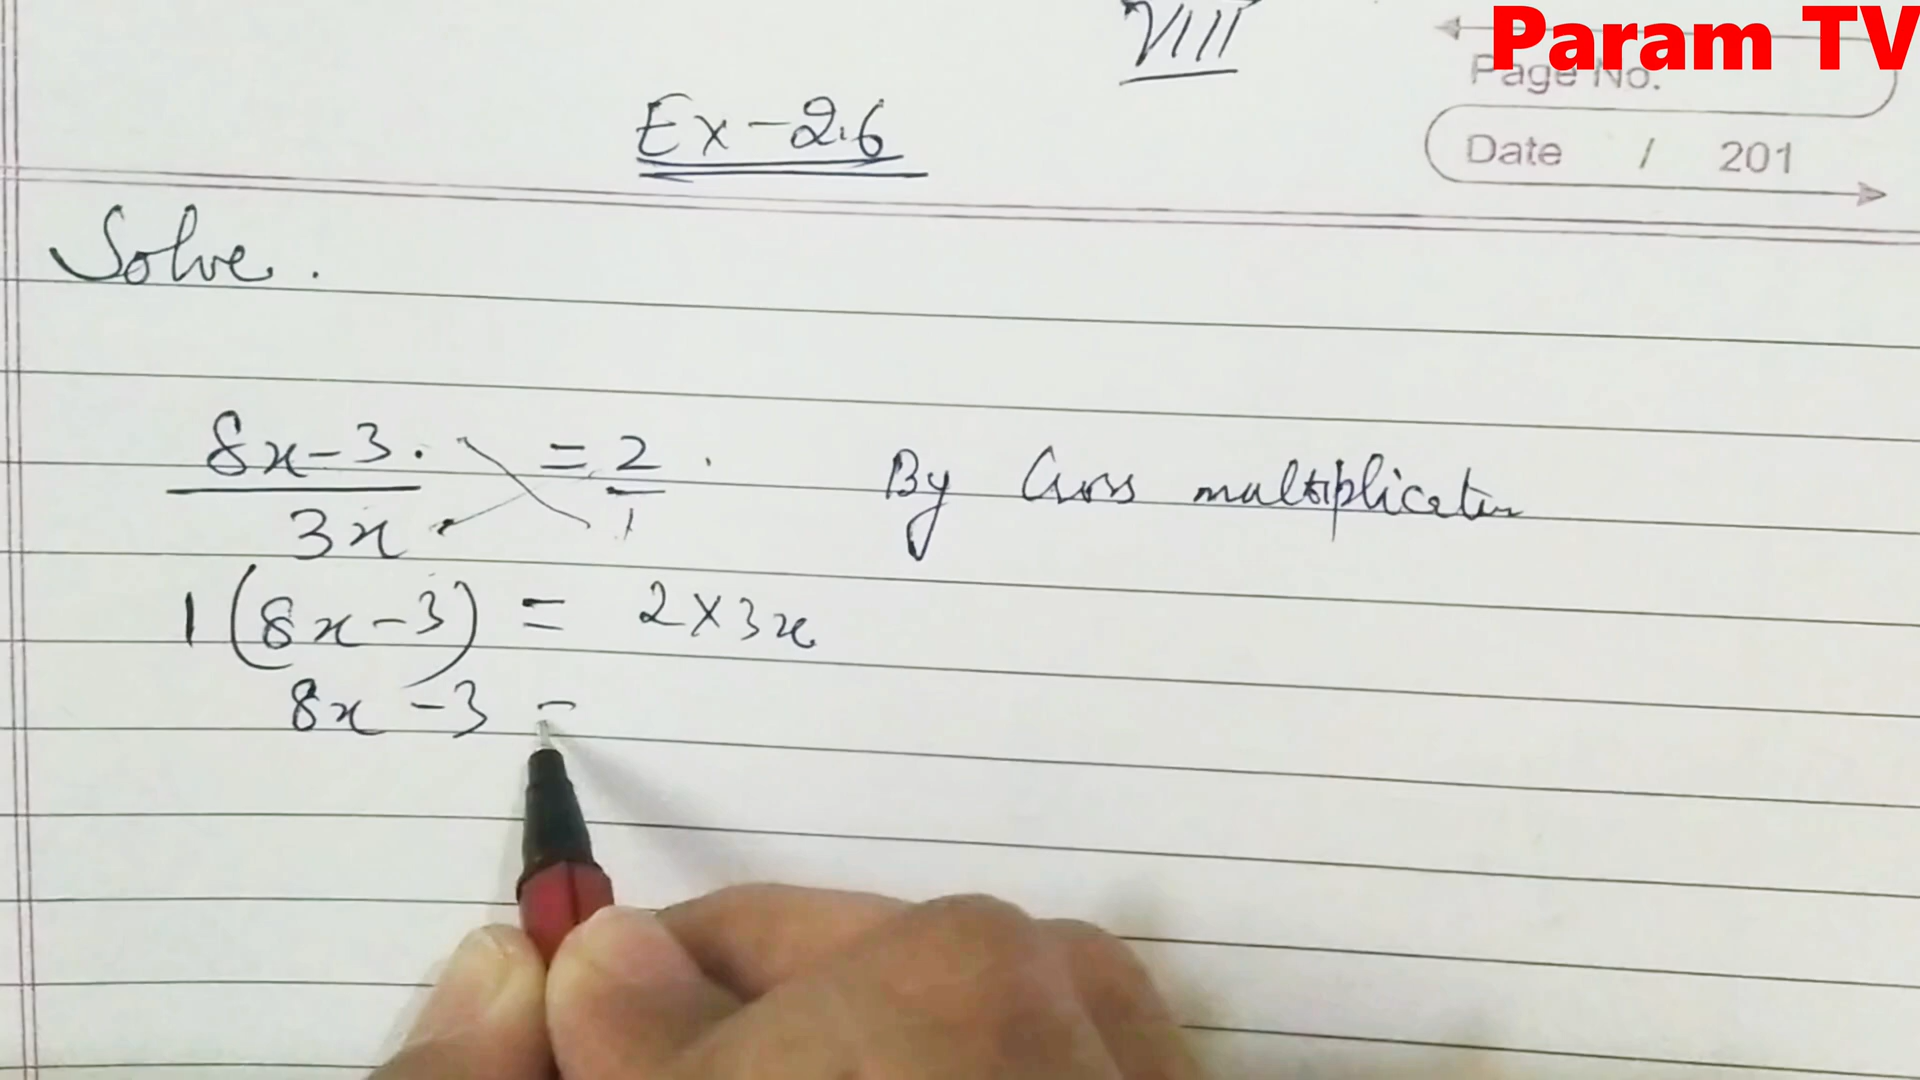 VIII
Param TV
Page No.
Ex-2.6
Date / 201
Solve.
8x-3. = 2 .
3x 1
By Cross multiplication
1 (8x-3) = 2×3x
8x -3 =